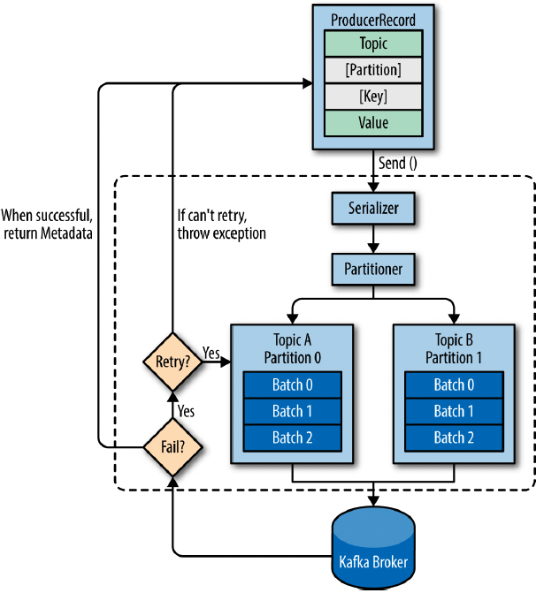 ProducerRecord
Topic
[Partition]
[Key]
Value
Send ()
When successful,
return Metadata
If can't retry,
throw exception
Serializer
Partitioner
Topic A
Partition 0
Batch 0
Batch 1
Batch 2
Topic B
Partition 1
Batch 0
Batch 1
Batch 2
Retry?
Yes
Yes
Fail?
Kafka Broker